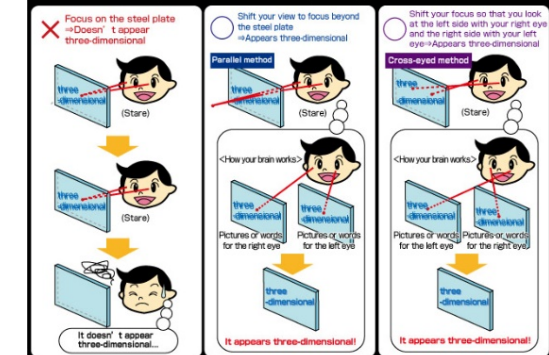 Focus on the steel plate
⇒Doesn't appear
three-dimensional
three
-dimensional
(Stare)
three
-dimensional
(Stare)
It doesn't appear
three-dimensional...
Shift your view to focus beyond
the steel plate
⇒Appears three-dimensional
Parallel method
three
-dimensional
(Stare)
<How your brain works>
three
-dimensional
three
-dimensional
Pictures or words
for the right eye
Pictures or words
for the left eye
three
-dimensional
It appears three-dimensional!
Shift your focus so that you look
at the left side with your right eye
and the right side with your left
eye⇒Appears three-dimensional
Cross-eyed method
three
-dimensional
(Stare)
<How your brain works>
three
-dimensional
three
-dimensional
Pictures or words
for the left eye
Pictures or words
for the right eye
three
-dimensional
It appears three-dimensional!